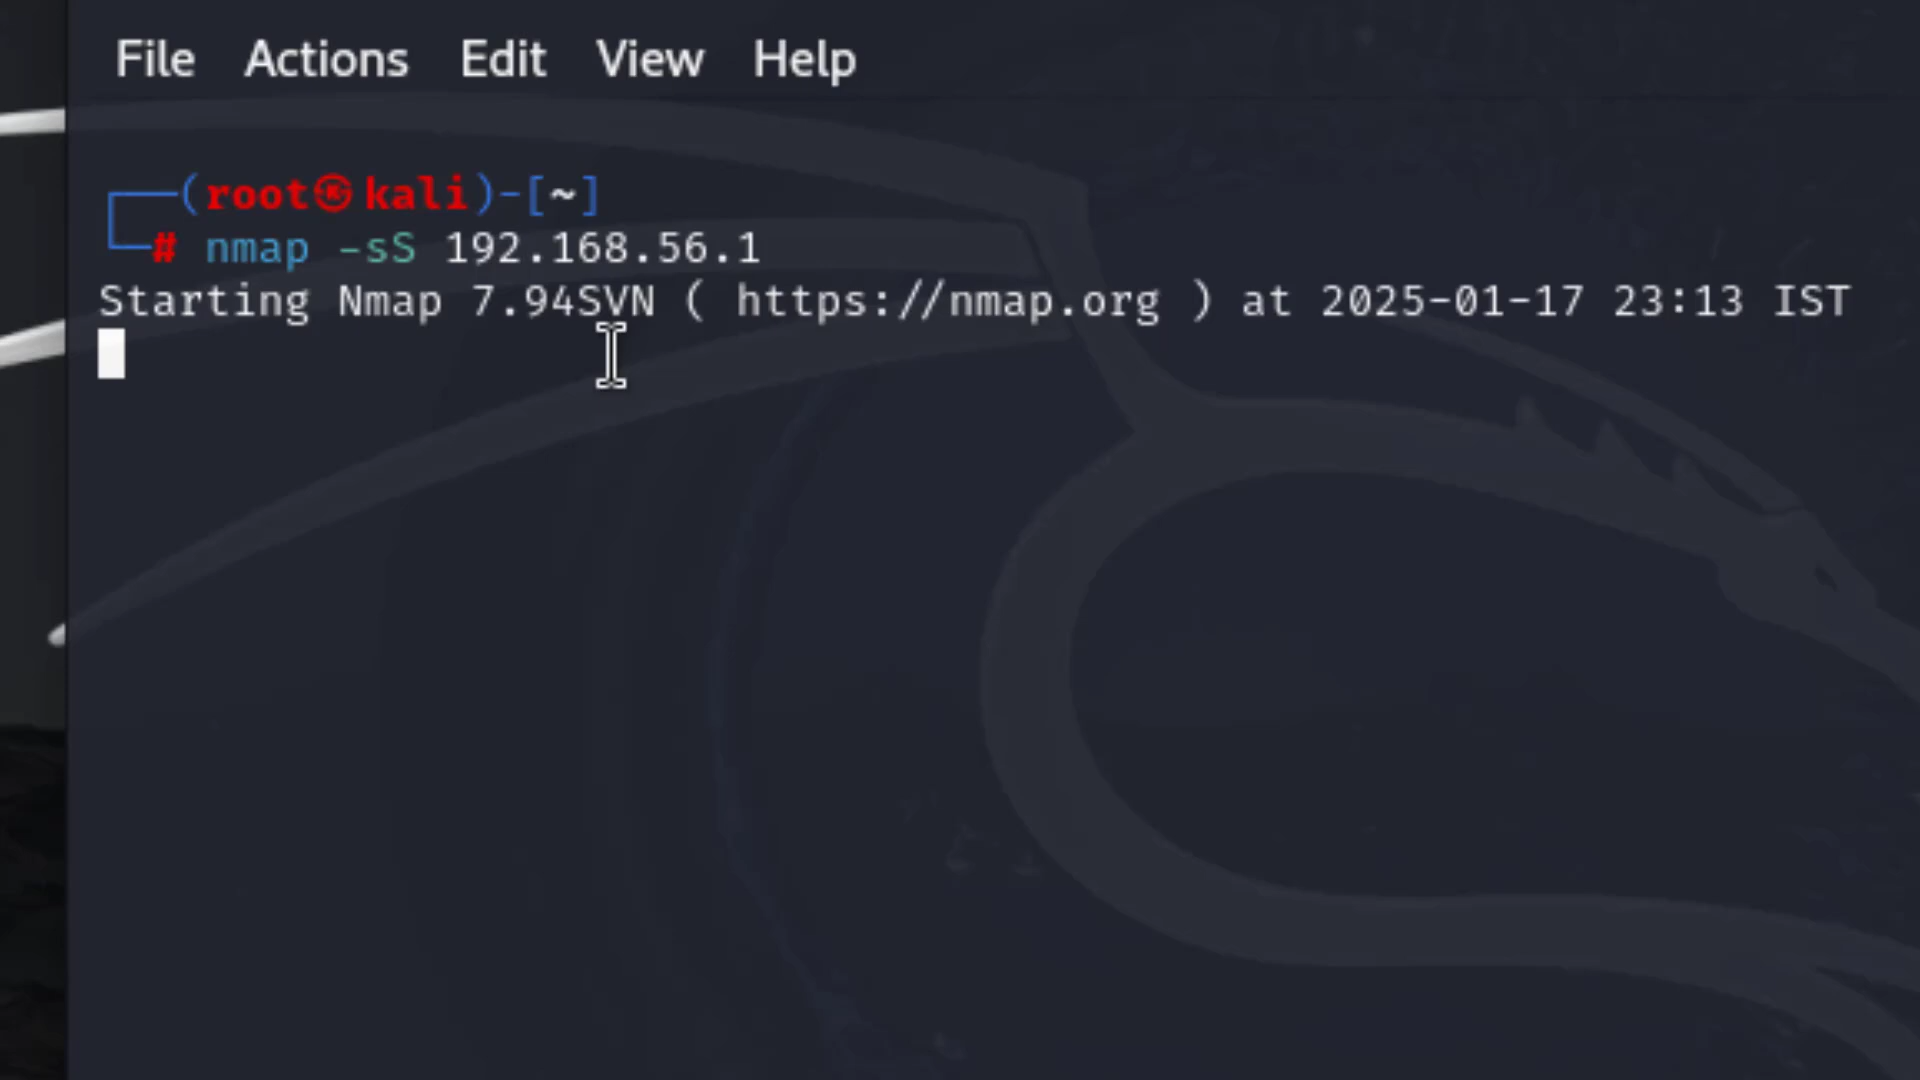 File Actions Edit View Help
┌──(root㉿kali)-[~]
└─# nmap -sS 192.168.56.1
Starting Nmap 7.94SVN ( https://nmap.org ) at 2025-01-17 23:13 IST